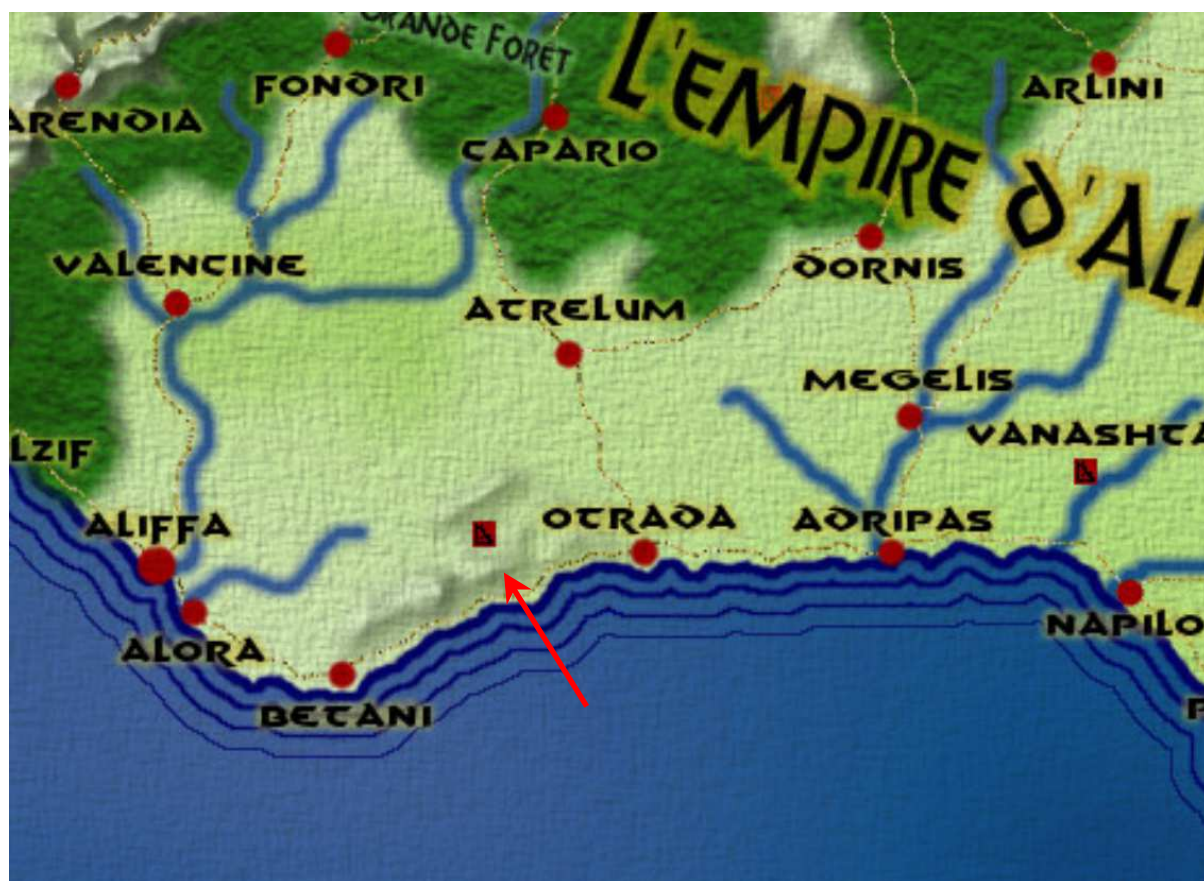 GRANDE FORET
FONDRI
ARENDIA
CAPARIO
L'EMPIRE D'AL
ARLINI
VALENCINE
DORNIS
ATRELUM
MEGELIS
VANASHTA
LZIF
ALIFFA
OTRADA
ADRIPAS
ALORA
NAPILO
BETANI